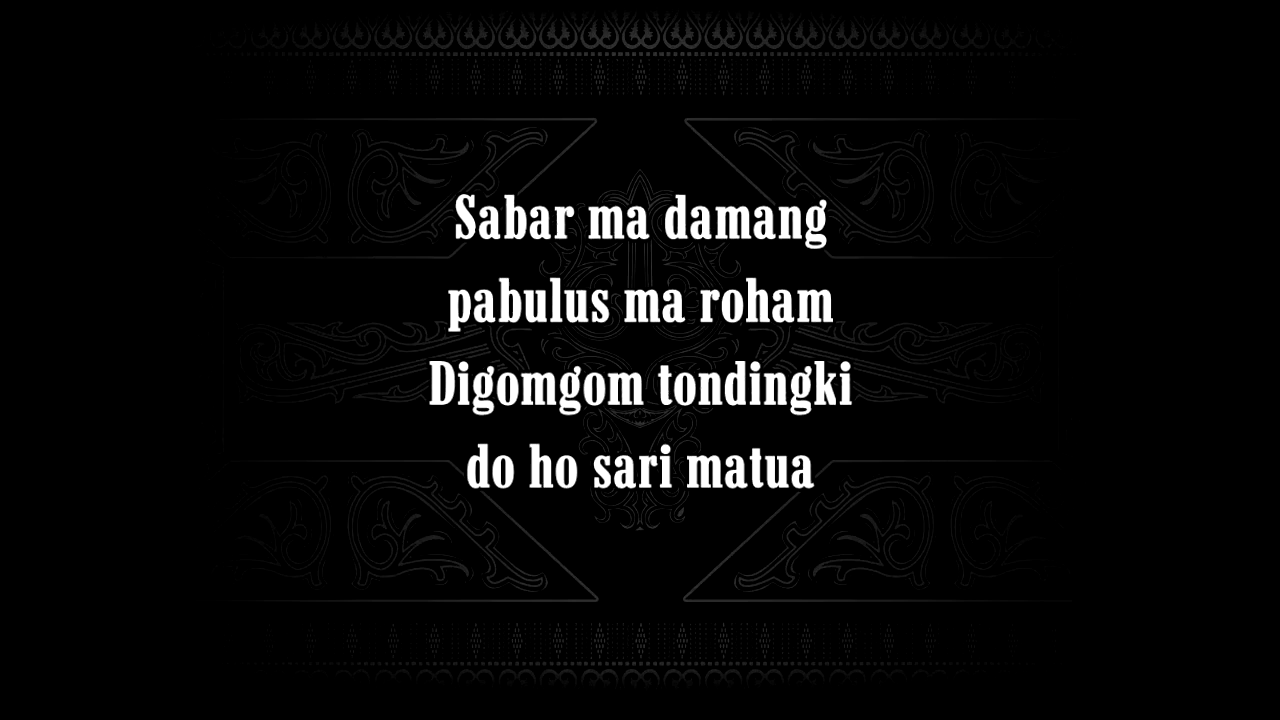 Sabar ma damang
pabulus ma roham
Digomgom tondingki
do ho sari matua